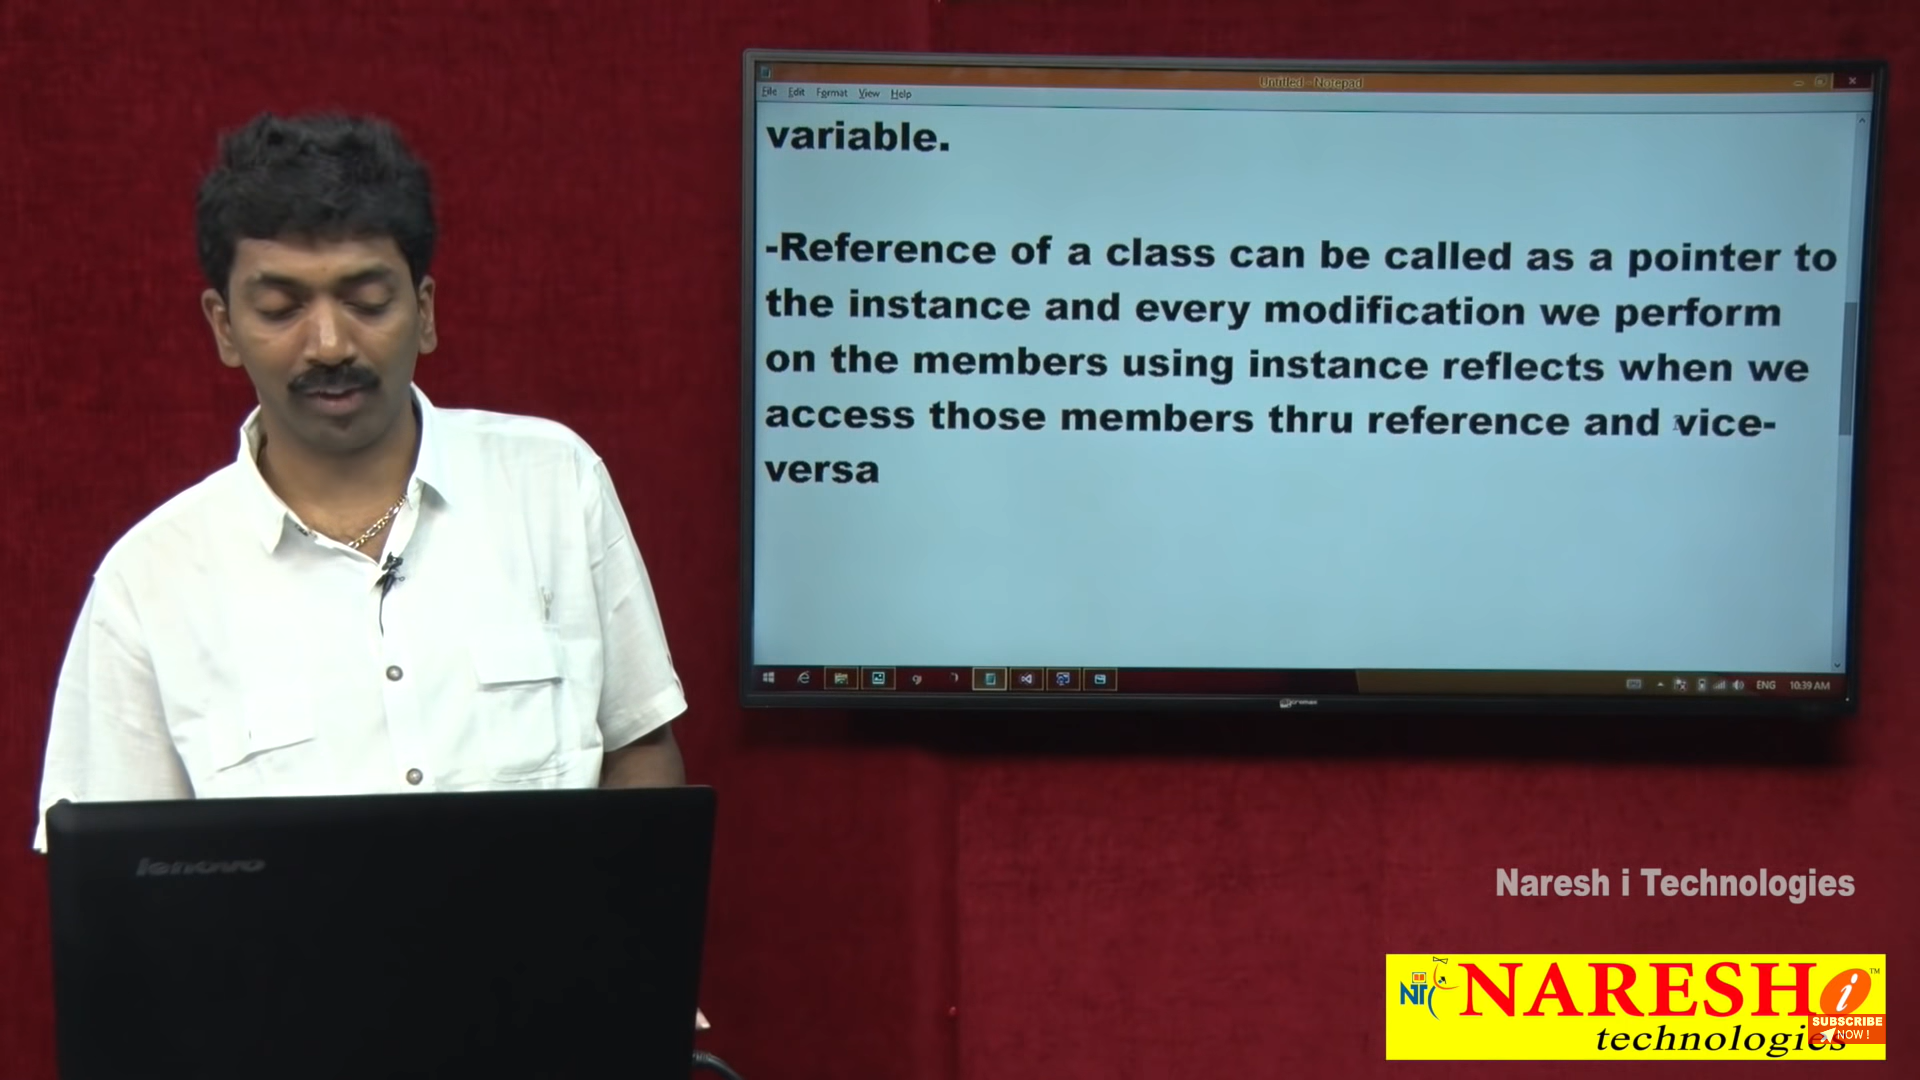 Untitled - Notepad
File Edit Format View Help
variable.
-Reference of a class can be called as a pointer to
the instance and every modification we perform
on the members using instance reflects when we
access those members thru reference and vice-
versa
ENG 10:39 AM
lenovo
Naresh i Technologies
NARESH i ™
technologies
SUBSCRIBE
NOW !